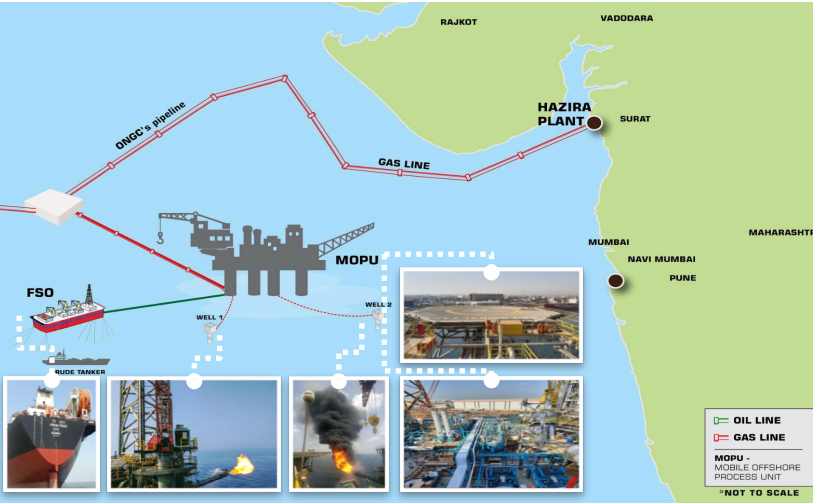 RAJKOT
VADODARA
HAZIRA
PLANT
SURAT
ONGC's pipeline
GAS LINE
MAHARASHTR
MUMBAI
NAVI MUMBAI
PUNE
MOPU
FSO
WELL 1
WELL 2
RUDE TANKER
OIL LINE
GAS LINE
MOPU -
MOBILE OFFSHORE
PROCESS UNIT
*NOT TO SCALE